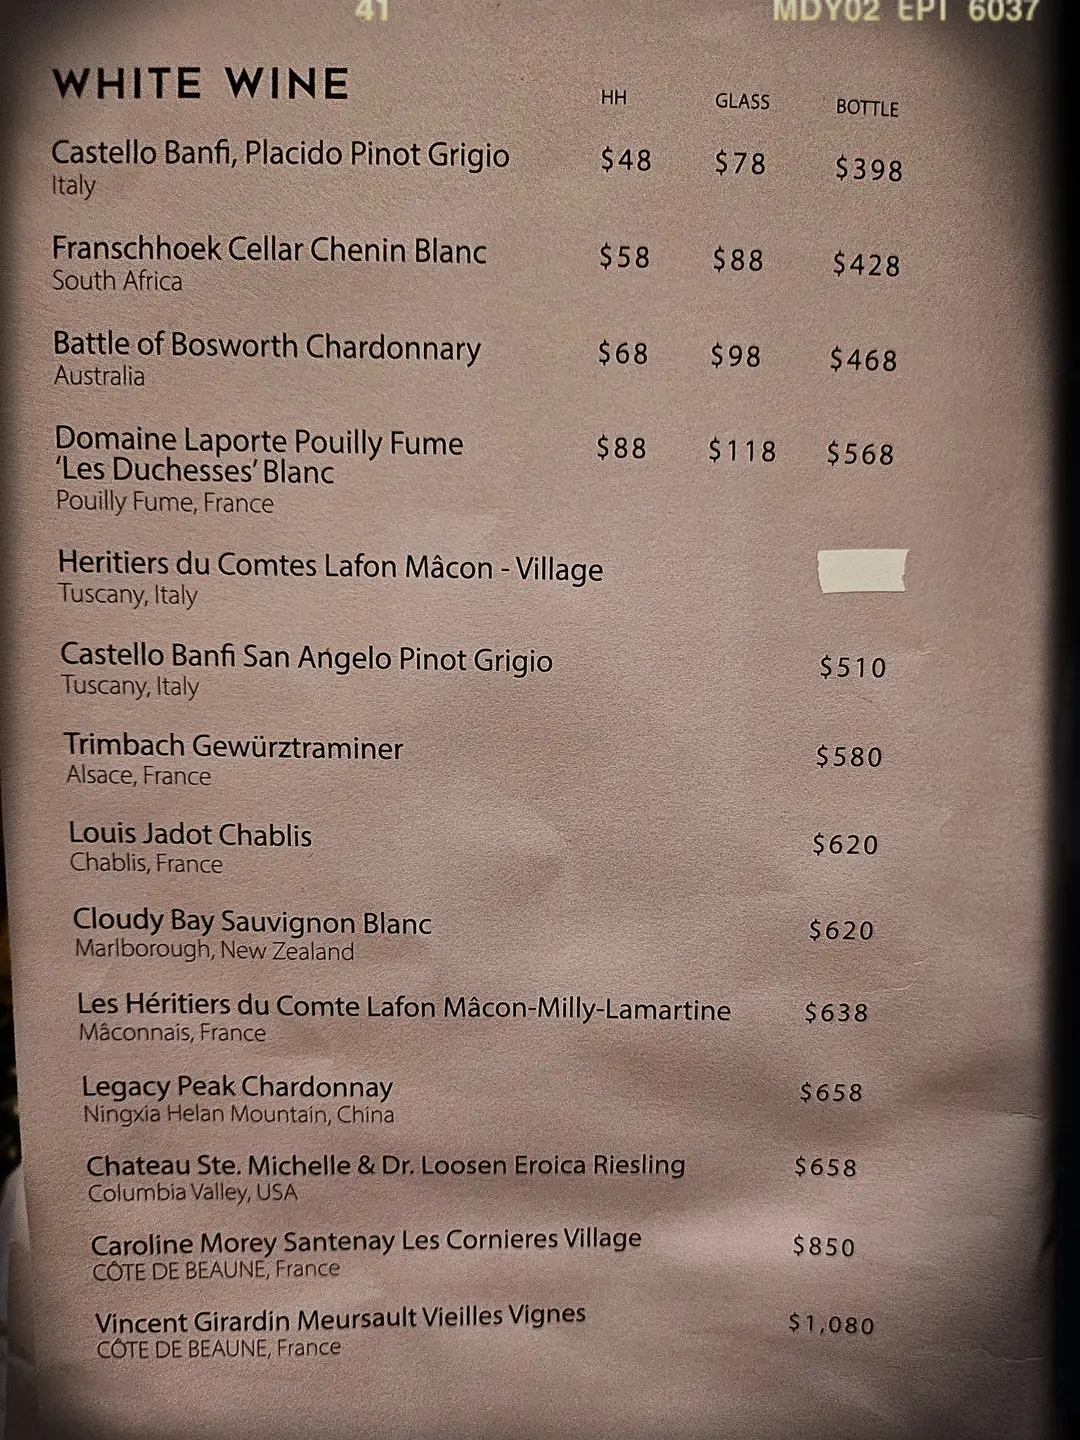 41 MDY02 EPI 6037
WHITE WINE HH GLASS BOTTLE
Castello Banfi, Placido Pinot Grigio $48 $78 $398
Italy
Franschhoek Cellar Chenin Blanc $58 $88 $428
South Africa
Battle of Bosworth Chardonnary $68 $98 $468
Australia
Domaine Laporte Pouilly Fume $88 $118 $568
‘Les Duchesses’ Blanc
Pouilly Fume, France
Heritiers du Comtes Lafon Mâcon - Village
Tuscany, Italy
Castello Banfi San Angelo Pinot Grigio $510
Tuscany, Italy
Trimbach Gewürztraminer $580
Alsace, France
Louis Jadot Chablis $620
Chablis, France
Cloudy Bay Sauvignon Blanc $620
Marlborough, New Zealand
Les Héritiers du Comte Lafon Mâcon-Milly-Lamartine $638
Mâconnais, France
Legacy Peak Chardonnay $658
Ningxia Helan Mountain, China
Chateau Ste. Michelle & Dr. Loosen Eroica Riesling $658
Columbia Valley, USA
Caroline Morey Santenay Les Cornieres Village $850
CÔTE DE BEAUNE, France
Vincent Girardin Meursault Vieilles Vignes $1,080
CÔTE DE BEAUNE, France